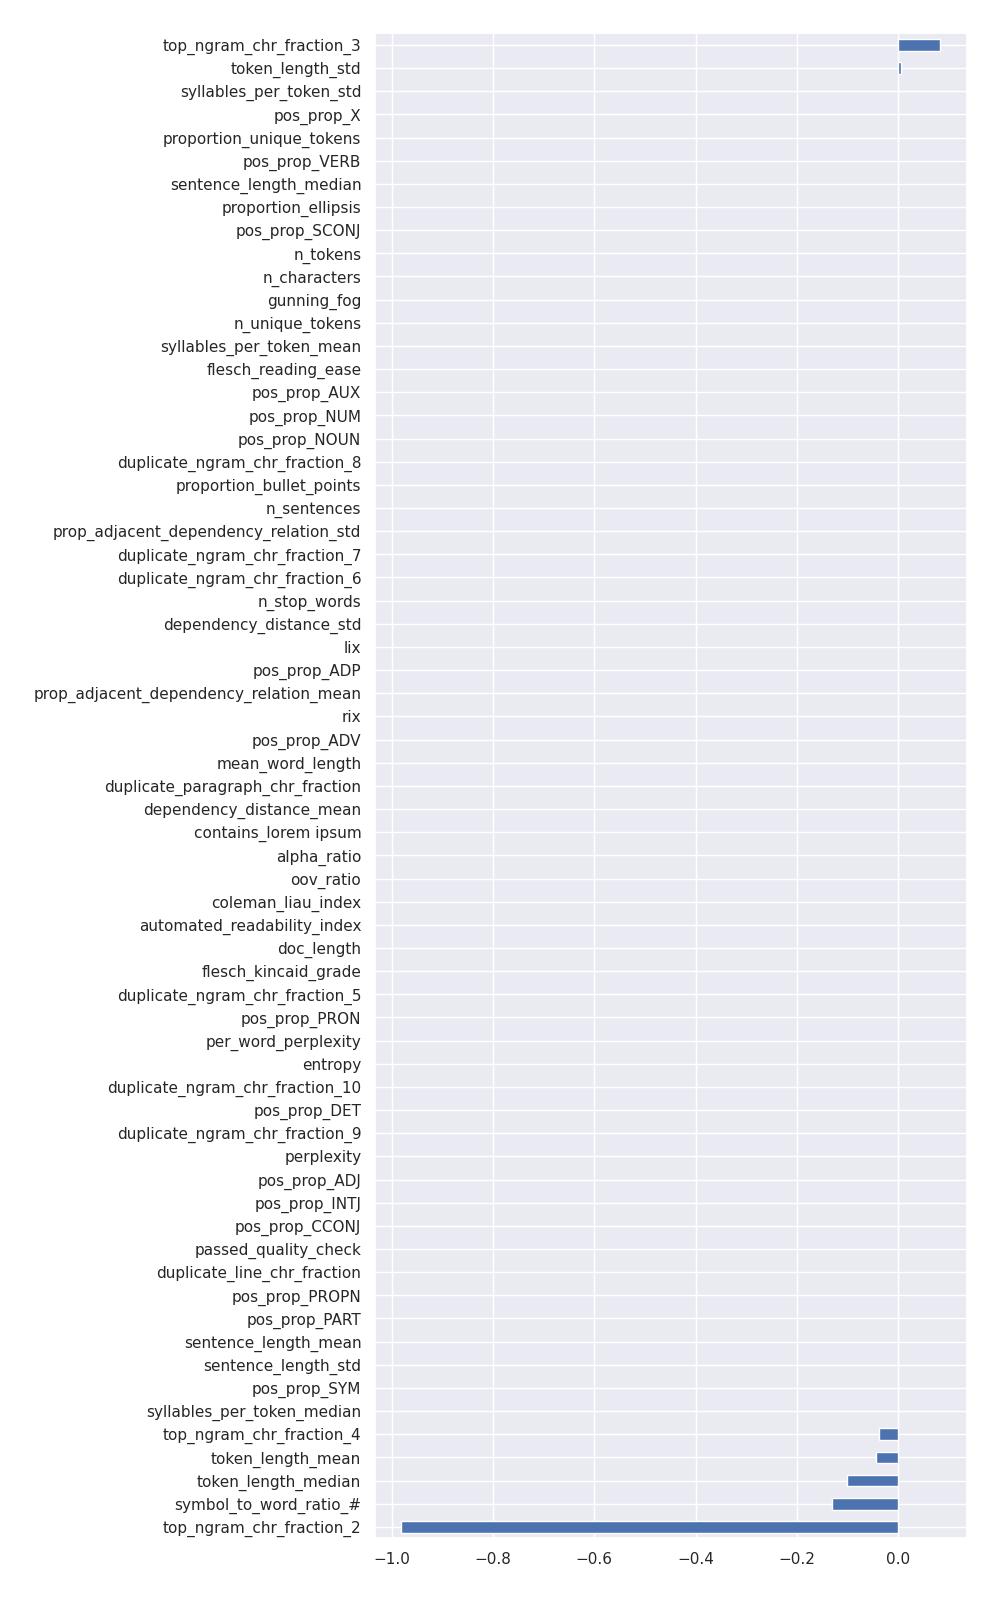 top_ngram_chr_fraction_3
token_length_std
syllables_per_token_std
pos_prop_X
proportion_unique_tokens
pos_prop_VERB
sentence_length_median
proportion_ellipsis
pos_prop_SCONJ
n_tokens
n_characters
gunning_fog
n_unique_tokens
syllables_per_token_mean
flesch_reading_ease
pos_prop_AUX
pos_prop_NUM
pos_prop_NOUN
duplicate_ngram_chr_fraction_8
proportion_bullet_points
n_sentences
prop_adjacent_dependency_relation_std
duplicate_ngram_chr_fraction_7
duplicate_ngram_chr_fraction_6
n_stop_words
dependency_distance_std
lix
pos_prop_ADP
prop_adjacent_dependency_relation_mean
rix
pos_prop_ADV
mean_word_length
duplicate_paragraph_chr_fraction
dependency_distance_mean
contains_lorem ipsum
alpha_ratio
oov_ratio
coleman_liau_index
automated_readability_index
doc_length
flesch_kincaid_grade
duplicate_ngram_chr_fraction_5
pos_prop_PRON
per_word_perplexity
entropy
duplicate_ngram_chr_fraction_10
pos_prop_DET
duplicate_ngram_chr_fraction_9
perplexity
pos_prop_ADJ
pos_prop_INTJ
pos_prop_CCONJ
passed_quality_check
duplicate_line_chr_fraction
pos_prop_PROPN
pos_prop_PART
sentence_length_mean
sentence_length_std
pos_prop_SYM
syllables_per_token_median
top_ngram_chr_fraction_4
token_length_mean
token_length_median
symbol_to_word_ratio_#
top_ngram_chr_fraction_2
−1.0 −0.8 −0.6 −0.4 −0.2 0.0